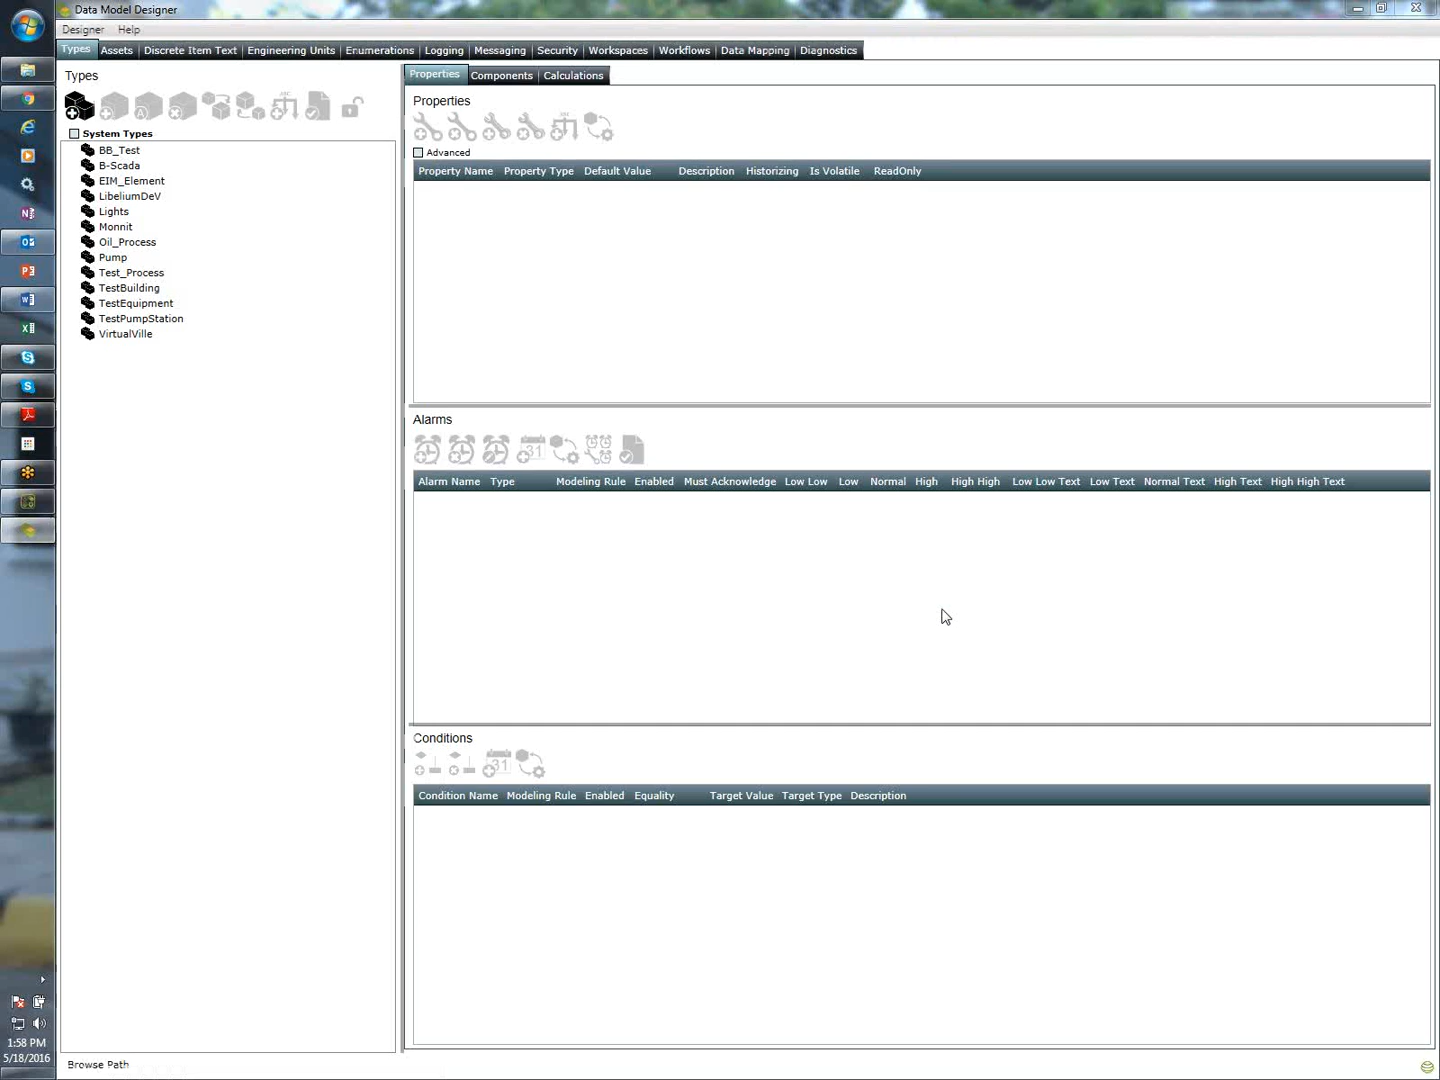 Data Model Designer
Designer Help
Types Assets Discrete Item Text Engineering Units Enumerations Logging Messaging Security Workspaces Workflows Data Mapping Diagnostics
Types
System Types
BB_Test
B-Scada
EIM_Element
LibeliumDeV
Lights
Monnit
Oil_Process
Pump
Test_Process
TestBuilding
TestEquipment
TestPumpStation
VirtualVille
Properties Components Calculations
Properties
Advanced
Property Name Property Type Default Value Description Historizing Is Volatile ReadOnly
Alarms
31
Alarm Name Type Modeling Rule Enabled Must Acknowledge Low Low Low Normal High High High Low Low Text Low Text Normal Text High Text High High Text
Conditions
31
Condition Name Modeling Rule Enabled Equality Target Value Target Type Description
1:58 PM
5/18/2016
Browse Path